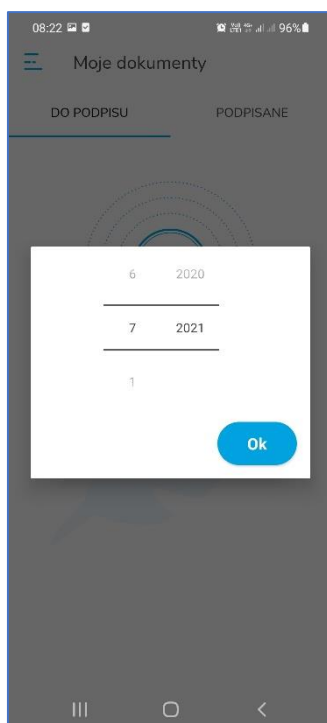 08:22 96%
Moje dokumenty
DO PODPISU PODPISANE
6 2020
7 2021
1
Ok